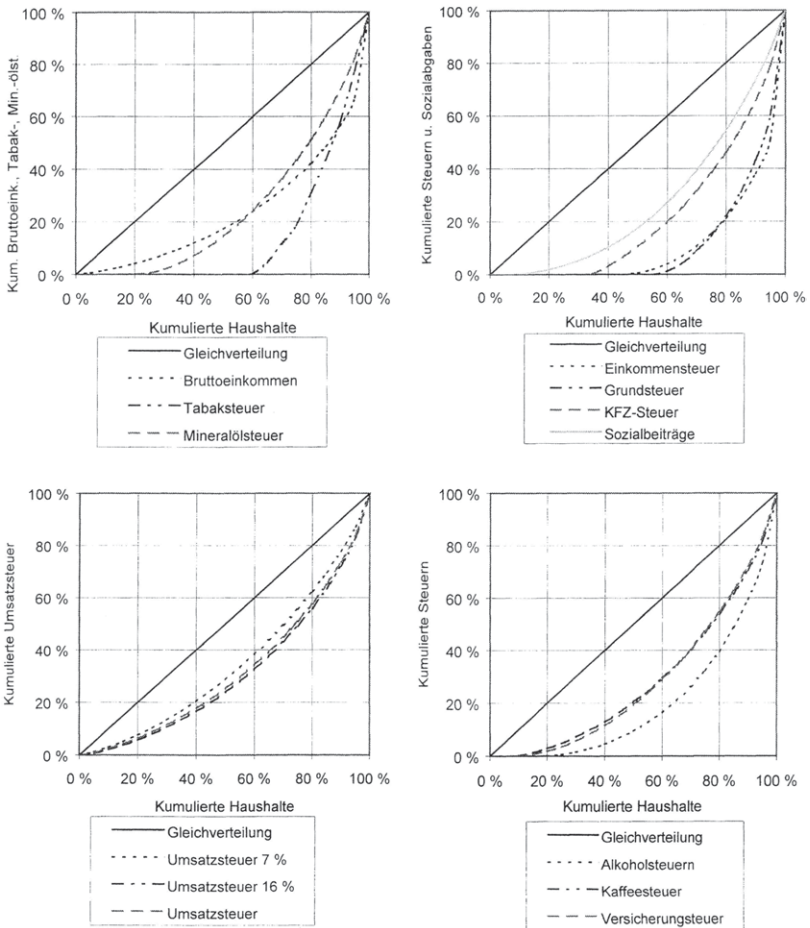 Kum. Bruttoeink., Tabak-, Min.-ölst.
100 %
80 %
60 %
40 %
20 %
0 %
0 % 20 % 40 % 60 % 80 % 100 %
Kumulierte Haushalte
Gleichverteilung
Bruttoeinkommen
Tabaksteuer
Mineralölsteuer
Kumulierte Steuern u. Sozialabgaben
100 %
80 %
60 %
40 %
20 %
0 %
0 % 20 % 40 % 60 % 80 % 100 %
Kumulierte Haushalte
Gleichverteilung
Einkommensteuer
Grundsteuer
KFZ-Steuer
Sozialbeiträge
Kumulierte Umsatzsteuer
100 %
80 %
60 %
40 %
20 %
0 %
0 % 20 % 40 % 60 % 80 % 100 %
Kumulierte Haushalte
Gleichverteilung
Umsatzsteuer 7 %
Umsatzsteuer 16 %
Umsatzsteuer
Kumulierte Steuern
100 %
80 %
60 %
40 %
20 %
0 %
0 % 20 % 40 % 60 % 80 % 100 %
Kumulierte Haushalte
Gleichverteilung
Alkoholsteuern
Kaffeesteuer
Versicherungsteuer